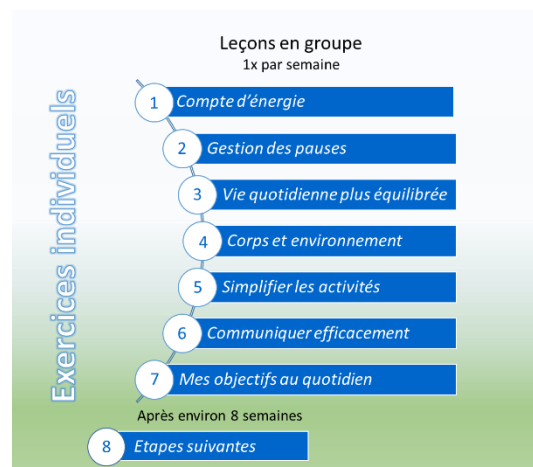 Leçons en groupe
1x par semaine
Exercices individuels
1 Compte d'énergie
2 Gestion des pauses
3 Vie quotidienne plus équilibrée
4 Corps et environnement
5 Simplifier les activités
6 Communiquer efficacement
7 Mes objectifs au quotidien
Après environ 8 semaines
8 Etapes suivantes